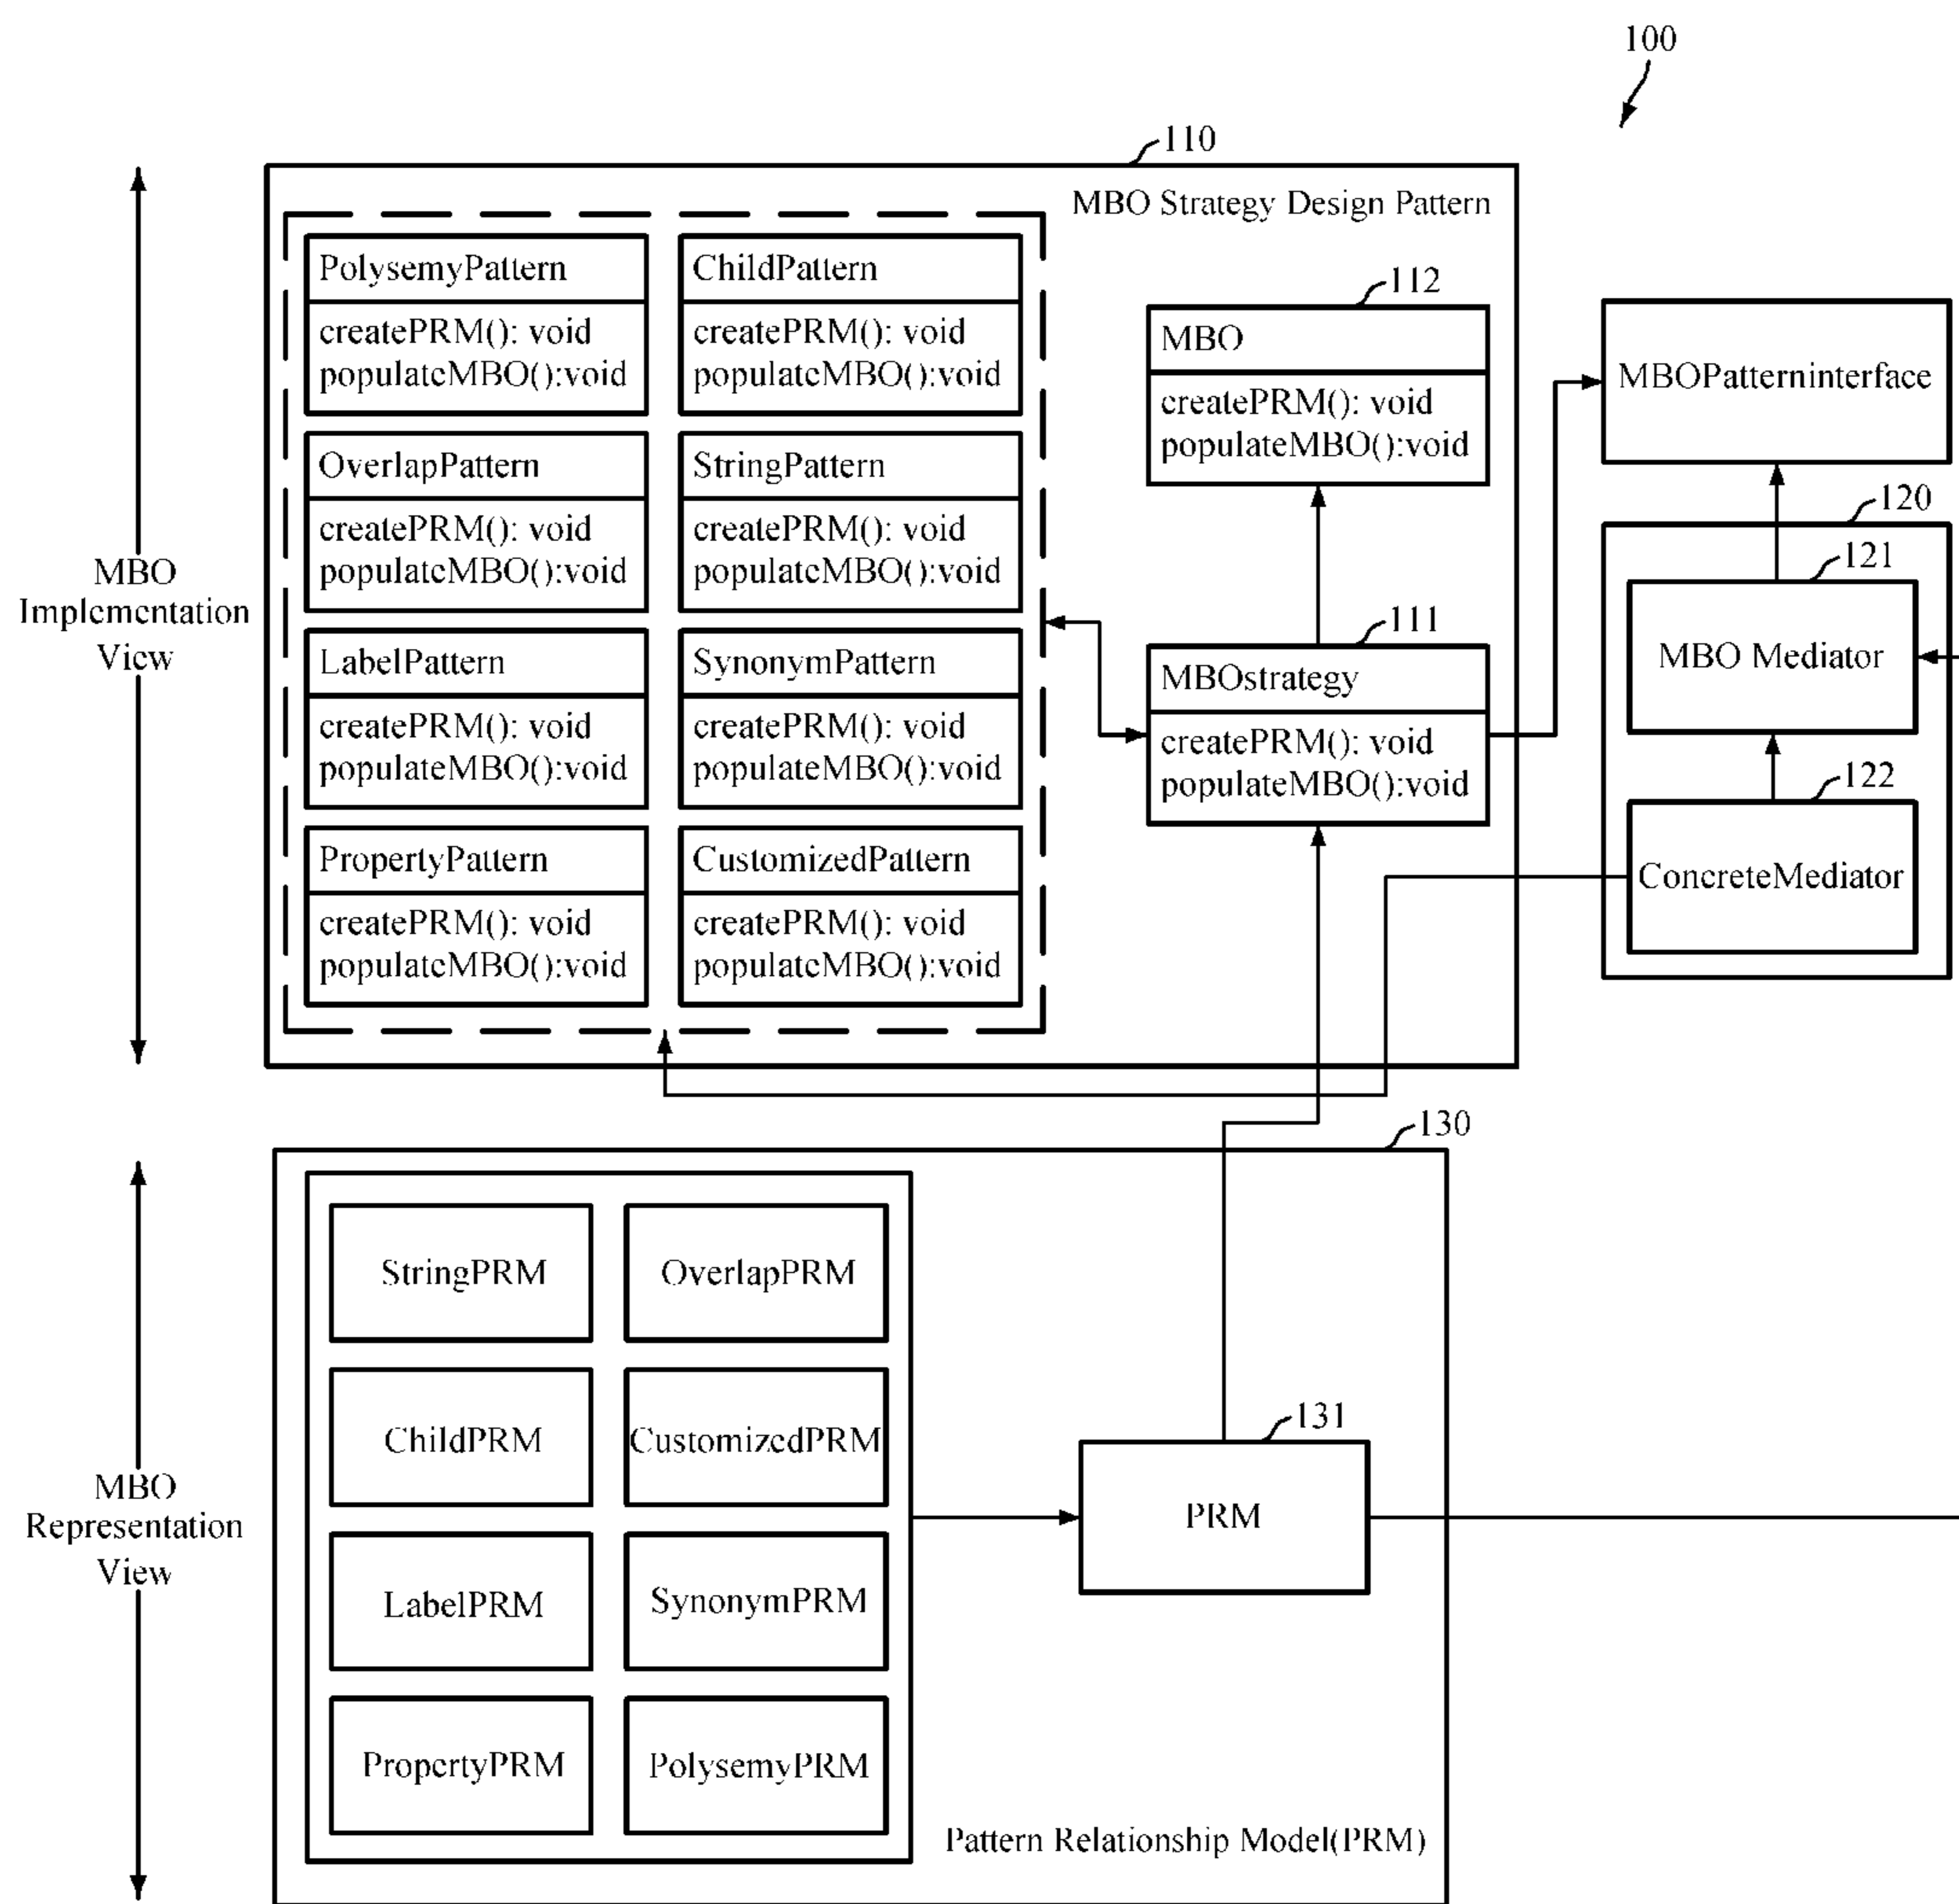 100
110
MBO Strategy Design Pattern
PolysemyPattern
createPRM(): void
populateMBO():void
ChildPattern
createPRM(): void
populateMBO():void
OverlapPattern
createPRM(): void
populateMBO():void
StringPattern
createPRM(): void
populateMBO():void
LabelPattern
createPRM(): void
populateMBO():void
SynonymPattern
createPRM(): void
populateMBO():void
PropertyPattern
createPRM(): void
populateMBO():void
CustomizedPattern
createPRM(): void
populateMBO():void
112
MBO
createPRM(): void
populateMBO():void
111
MBOstrategy
createPRM(): void
populateMBO():void
MBOPatterninterface
120
121
MBO Mediator
122
ConcreteMediator
MBO
Implementation
View
130
StringPRM
OverlapPRM
ChildPRM
CustomizedPRM
LabelPRM
SynonymPRM
PropertyPRM
PolysemyPRM
131
PRM
Pattern Relationship Model(PRM)
MBO
Representation
View